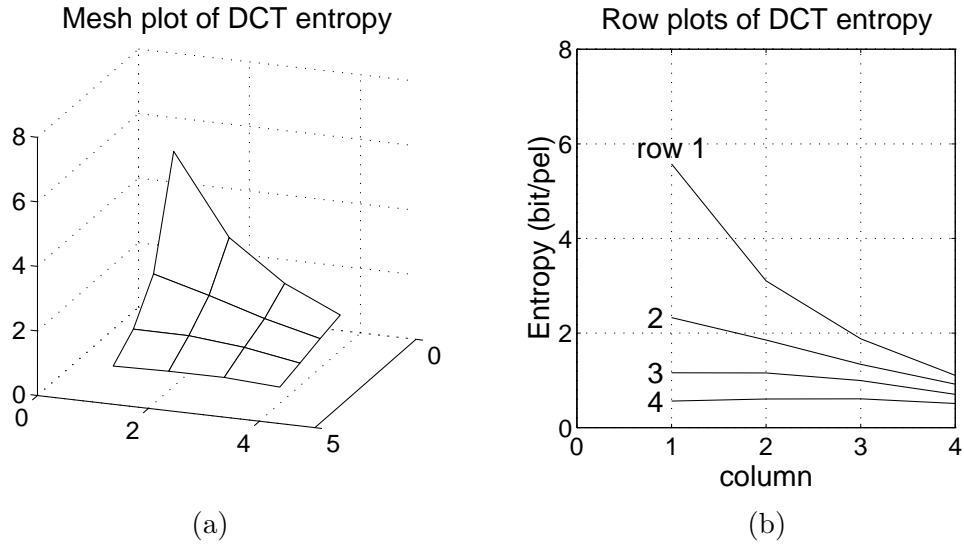 Mesh plot of DCT entropy
8
6
4
2
0
0
2
4
5
0
(a)
Row plots of DCT entropy
8
6
4
2
0
Entropy (bit/pel)
row 1
2
3
4
0 1 2 3 4
column
(b)